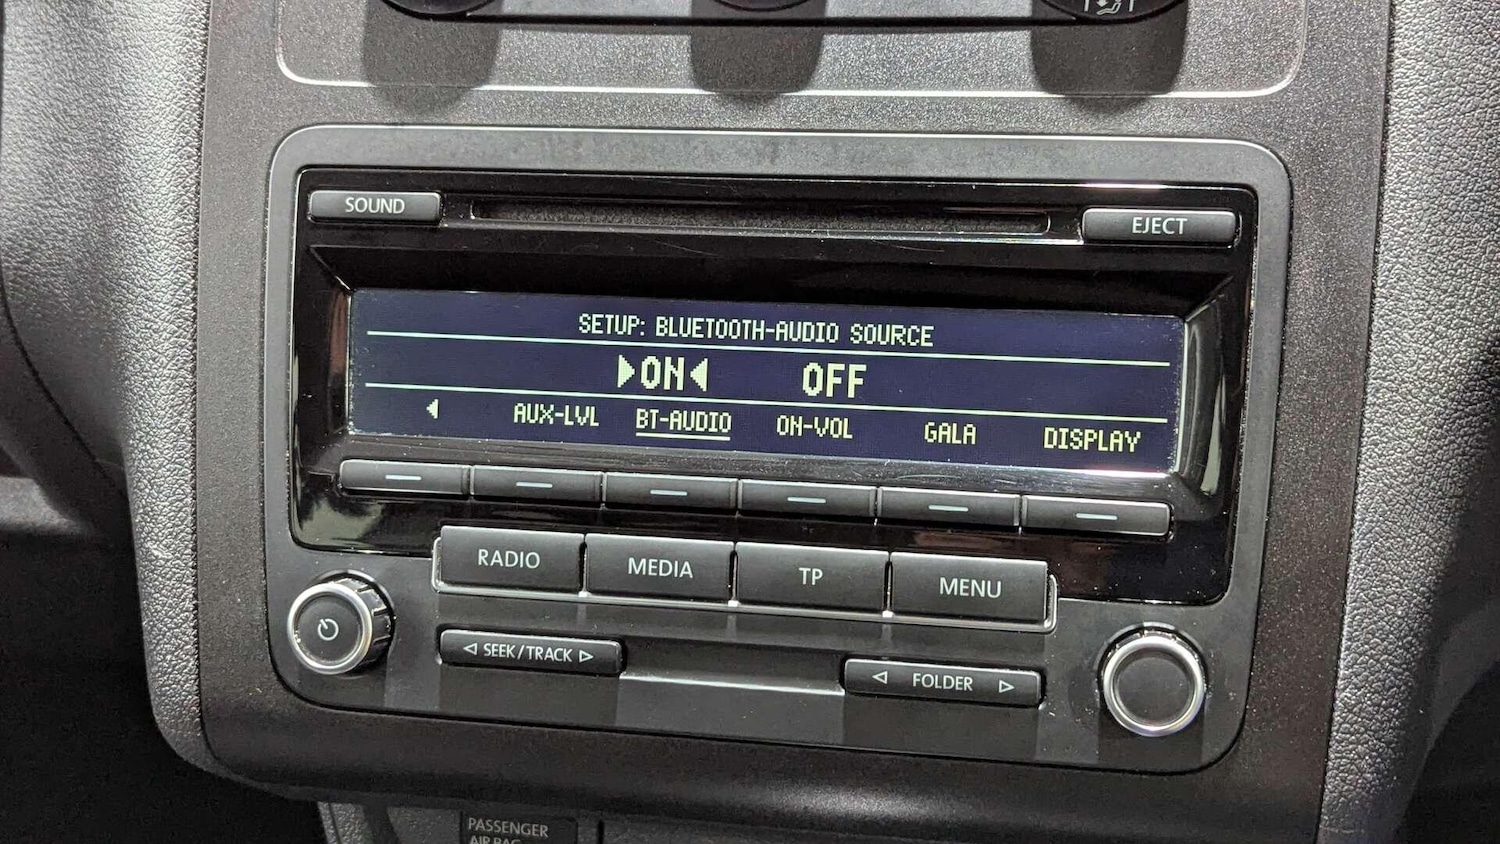 SOUND
EJECT
SETUP: BLUETOOTH-AUDIO SOURCE
ON OFF
AUX-LVL BT-AUDIO ON-VOL GALA DISPLAY
RADIO MEDIA TP MENU
SEEK/TRACK
FOLDER
PASSENGER
AIRBAG